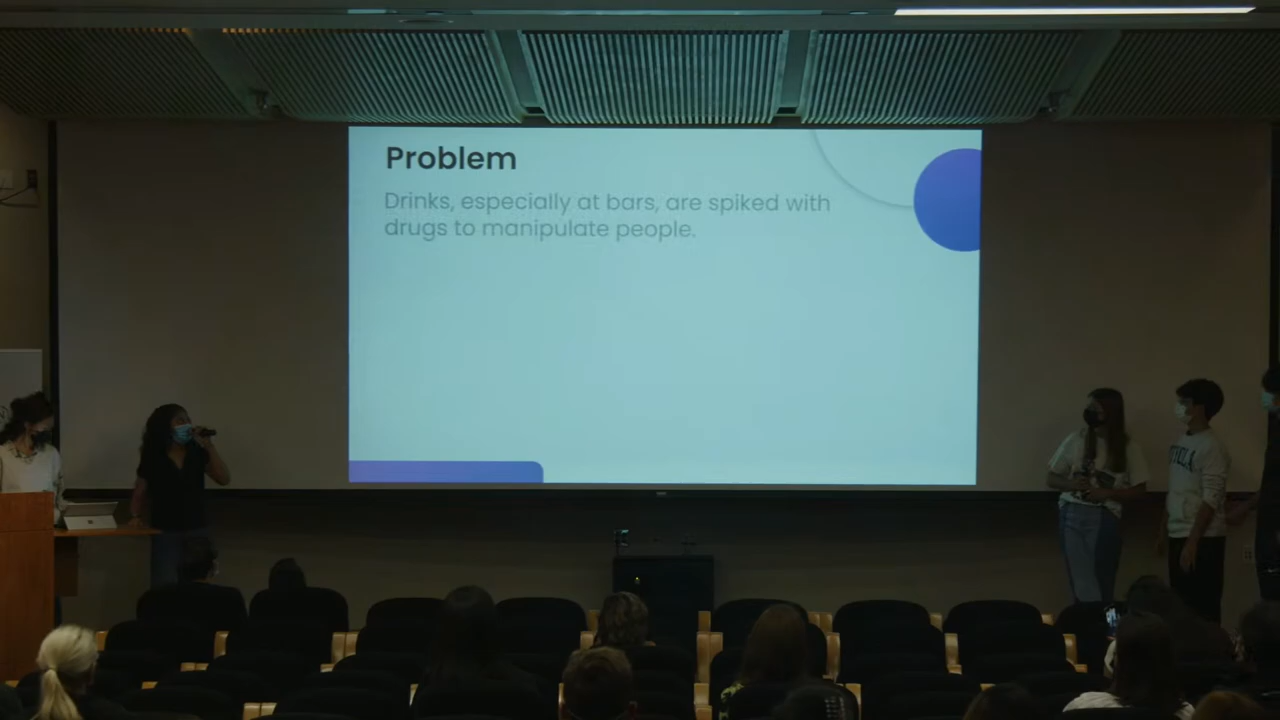 Problem
Drinks, especially at bars, are spiked with
drugs to manipulate people.